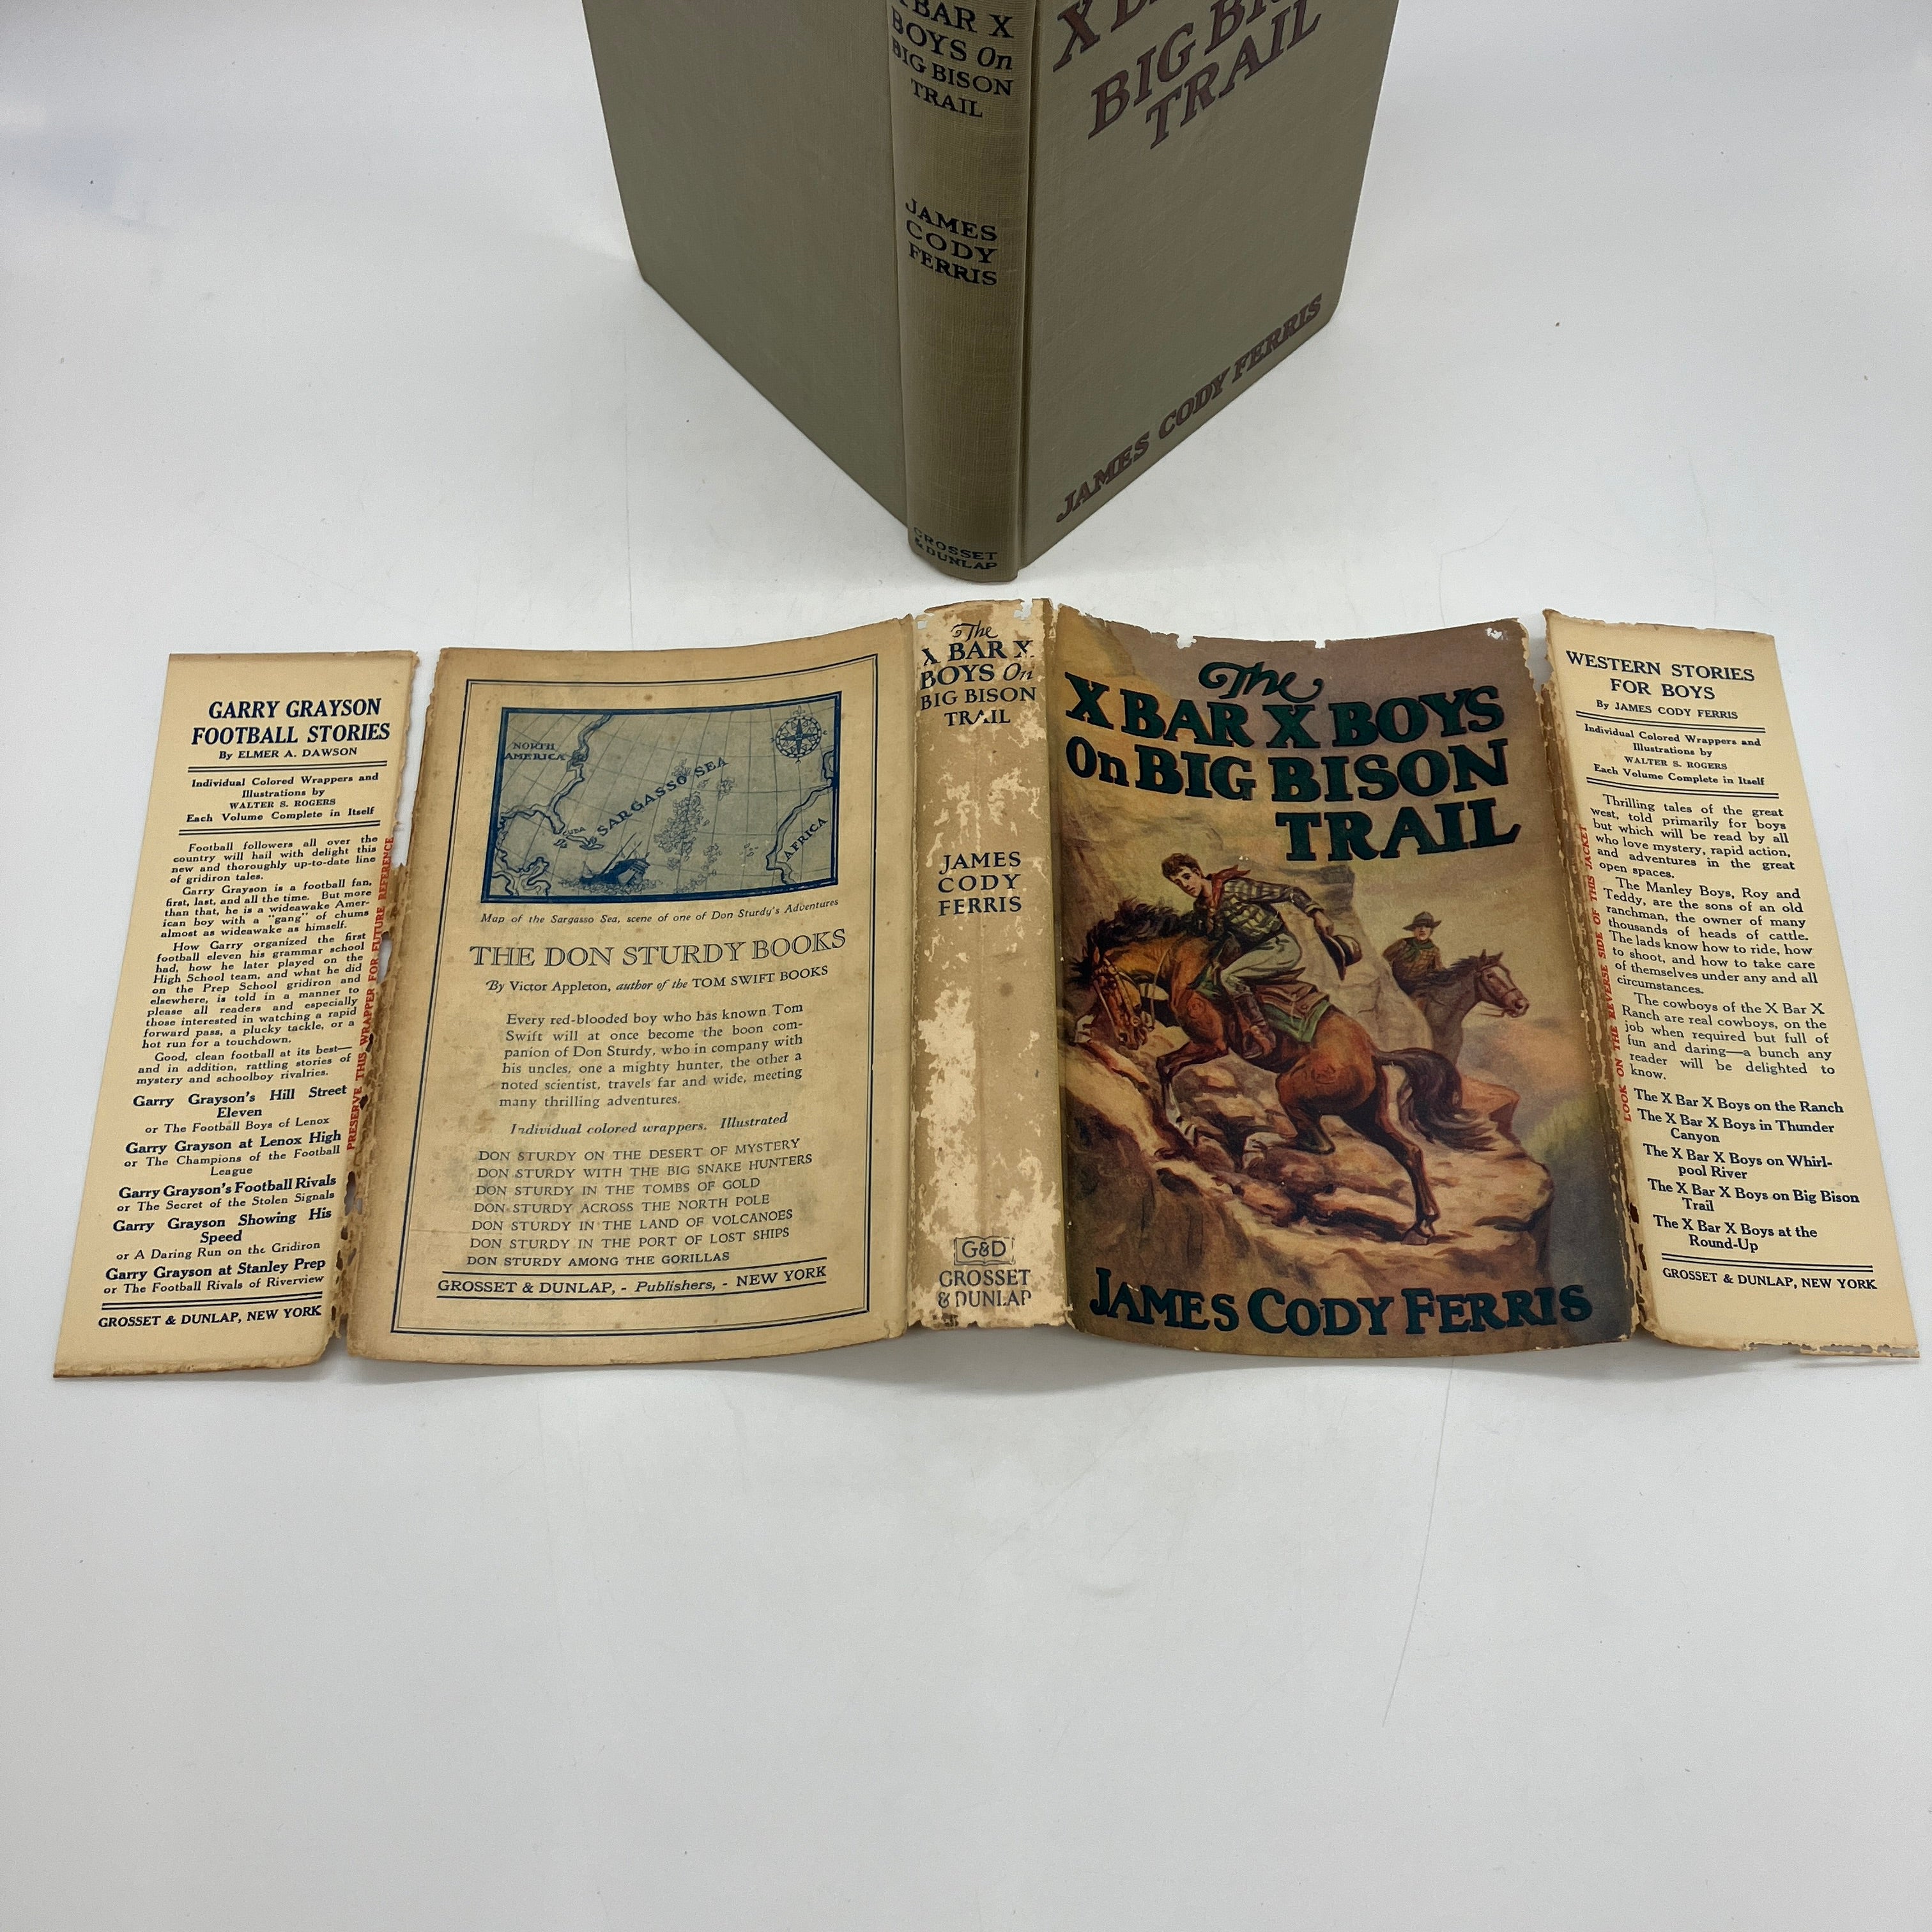 BAR X
BOYS On
BIG BISON
TRAIL
JAMES
CODY
FERRIS
GROSSET
& DUNLAP
X
BIG
TRAIL
JAMES CODY FERRIS
GARRY GRAYSON
FOOTBALL STORIES
By ELMER A. DAWSON
Individual Colored Wrappers and
Illustrations by
WALTER S. ROGERS
Each Volume Complete in Itself
Football followers all over the
country will hail with delight this
new and thoroughly up-to-date line
of gridiron tales.
Garry Grayson is a football fan,
first, last, and all the time. But more
than that, he is a wideawake Amer-
ican boy with a "gang" of chums
almost as wideawake as himself.
How Garry organized the first
football eleven his grammar school
had, how he later played on the
High School team, and what he did
on the Prep School gridiron and
elsewhere, is told in a manner to
please all readers and especially
those interested in watching a rapid
forward pass, a plucky tackle, or a
hot run for a touchdown.
Good, clean football at its best—
and in addition, rattling stories of
mystery and schoolboy rivalries.
Garry Grayson's Hill Street
Eleven
or The Football Boys of Lenox
Garry Grayson at Lenox High
or The Champions of the Football
League
Garry Grayson's Football Rivals
or The Secret of the Stolen Signals
Garry Grayson Showing His
Speed
or A Daring Run on the Gridiron
Garry Grayson at Stanley Prep
or The Football Rivals of Riverview
GROSSET & DUNLAP, NEW YORK
PRESERVE THIS WRAPPER FOR FUTURE REFERENCE
NORTH
AMERICA
SARGASSO SEA
CUBA
AFRICA
Map of the Sargasso Sea, scene of one of Don Sturdy's Adventures
THE DON STURDY BOOKS
By Victor Appleton, author of the TOM SWIFT BOOKS
Every red-blooded boy who has known Tom
Swift will at once become the boon com-
panion of Don Sturdy, who in company with
his uncles, one a mighty hunter, the other a
noted scientist, travels far and wide, meeting
many thrilling adventures.
Individual colored wrappers. Illustrated
DON STURDY ON THE DESERT OF MYSTERY
DON STURDY WITH THE BIG SNAKE HUNTERS
DON STURDY IN THE TOMBS OF GOLD
DON STURDY ACROSS THE NORTH POLE
DON STURDY IN THE LAND OF VOLCANOES
DON STURDY IN THE PORT OF LOST SHIPS
DON STURDY AMONG THE GORILLAS
GROSSET & DUNLAP, - Publishers, - NEW YORK
The
X BAR X
BOYS On
BIG BISON
TRAIL
JAMES
CODY
FERRIS
G&D
GROSSET
& DUNLAP
The
X BAR X BOYS
On BIG BISON
TRAIL
JAMES CODY FERRIS
LOOK ON THE REVERSE SIDE OF THIS JACKET
WESTERN STORIES
FOR BOYS
By JAMES CODY FERRIS
Individual Colored Wrappers and
Illustrations by
WALTER S. ROGERS
Each Volume Complete in Itself
Thrilling tales of the great
west, told primarily for boys
but which will be read by all
who love mystery, rapid action,
and adventures in the great
open spaces.
The Manley Boys, Roy and
Teddy, are the sons of an old
ranchman, the owner of many
thousands of heads of cattle.
The lads know how to ride, how
to shoot, and how to take care
of themselves under any and all
circumstances.
The cowboys of the X Bar X
Ranch are real cowboys, on the
job when required but full of
fun and daring—a bunch any
reader will be delighted to
know.
The X Bar X Boys on the Ranch
The X Bar X Boys in Thunder
Canyon
The X Bar X Boys on Whirl-
pool River
The X Bar X Boys on Big Bison
Trail
The X Bar X Boys at the
Round-Up
GROSSET & DUNLAP, NEW YORK